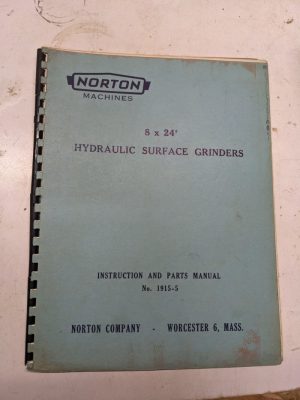 NORTON
MACHINES
8 x 24"
HYDRAULIC SURFACE GRINDERS
INSTRUCTION AND PARTS MANUAL
No. 1915-5
NORTON COMPANY - WORCESTER 6, MASS.